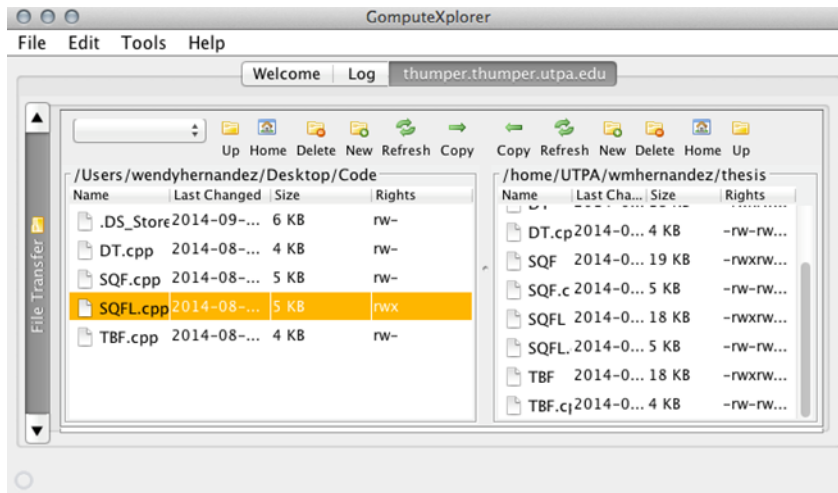 GomputeXplorer
File Edit Tools Help
Welcome Log thumper.thumper.utpa.edu
Up Home Delete New Refresh Copy Copy Refresh New Delete Home Up
/Users/wendyhernandez/Desktop/Code /home/UTPA/wmhernandez/thesis
Name Last Changed Size Rights Name Last Cha... Size Rights
.DS_Store 2014-09-... 6 KB rw-
DT.cpp 2014-08-... 4 KB rw- DT.cp 2014-0... 4 KB -rw-rw...
SQF.cpp 2014-08-... 5 KB rw- SQF 2014-0... 19 KB -rwxrw...
SQFL.cpp 2014-08-... 5 KB rwx SQF.c 2014-0... 5 KB -rw-rw...
TBF.cpp 2014-08-... 4 KB rw- SQFL 2014-0... 18 KB -rwxrw...
SQFL. 2014-0... 5 KB -rw-rw...
TBF 2014-0... 18 KB -rwxrw...
TBF.c 2014-0... 4 KB -rw-rw...
File Transfer